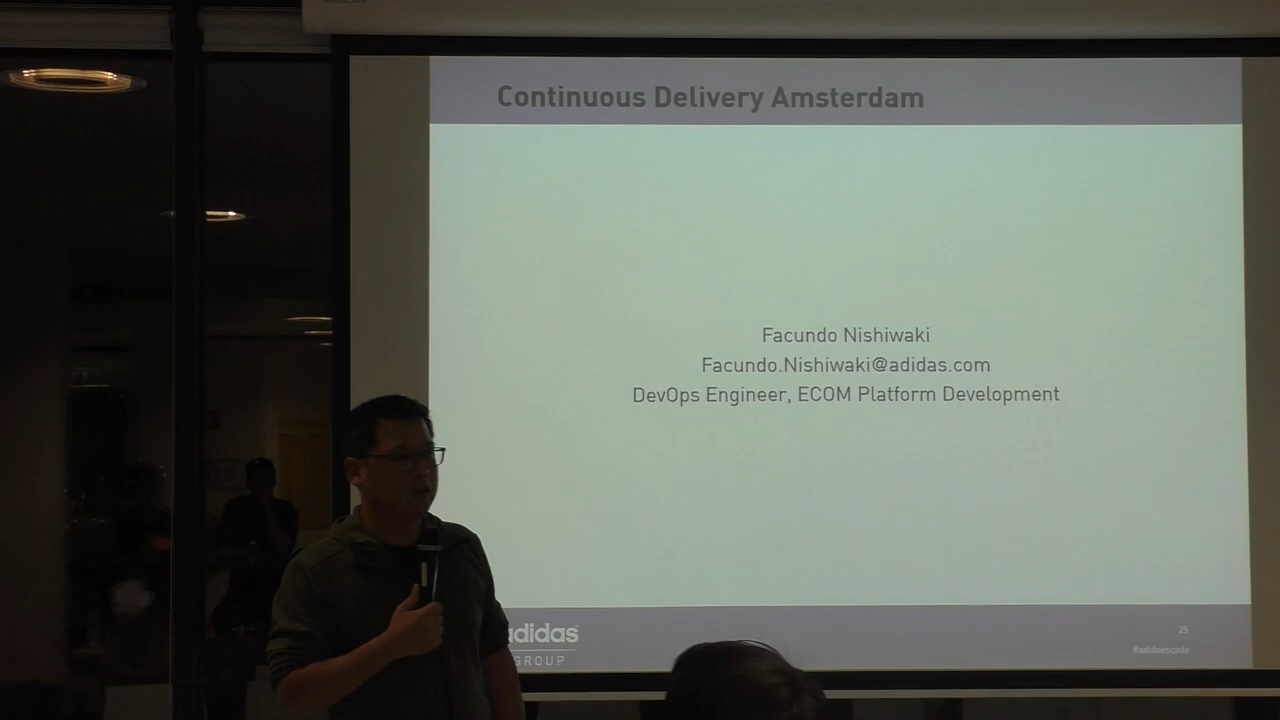 Continuous Delivery Amsterdam
Facundo Nishiwaki
Facundo.Nishiwaki@adidas.com
DevOps Engineer, ECOM Platform Development
adidas
GROUP
25
#adidoescode